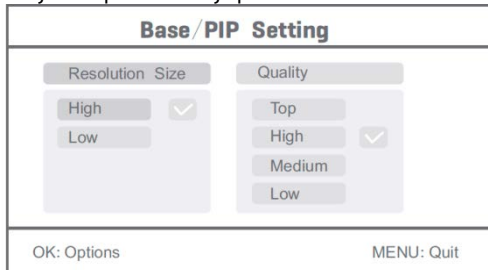 Base/PIP Setting
Resolution Size
High
Low
Quality
Top
High
Medium
Low
OK: Options
MENU: Quit